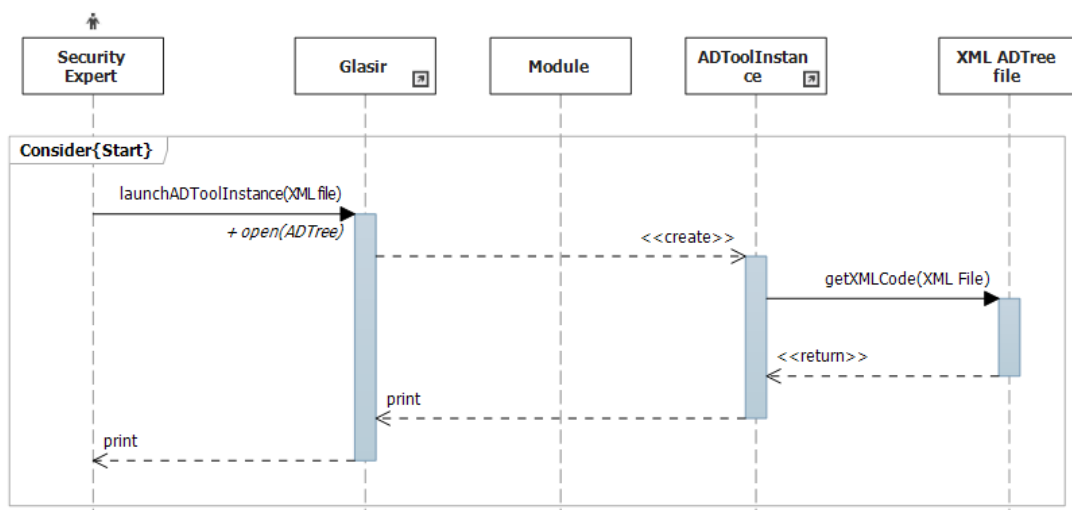 Security
Expert
Glasir
Module
ADToolInstan
ce
XML ADTree
file
Consider{Start}
launchADToolInstance(XML file)
+ open(ADTree)
<<create>>
getXMLCode(XML File)
<<return>>
print
print